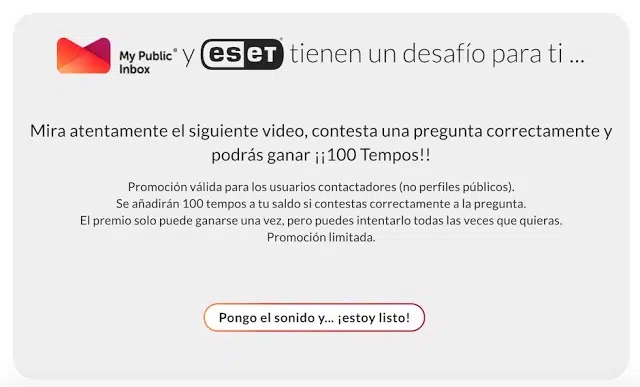 My Public® Inbox y eset® tienen un desafío para ti ...
Mira atentamente el siguiente video, contesta una pregunta correctamente y
podrás ganar ¡¡100 Tempos!!
Promoción válida para los usuarios contactadores (no perfiles públicos).
Se añadirán 100 tempos a tu saldo si contestas correctamente a la pregunta.
El premio solo puede ganarse una vez, pero puedes intentarlo todas las veces que quieras.
Promoción limitada.
Pongo el sonido y... ¡estoy listo!